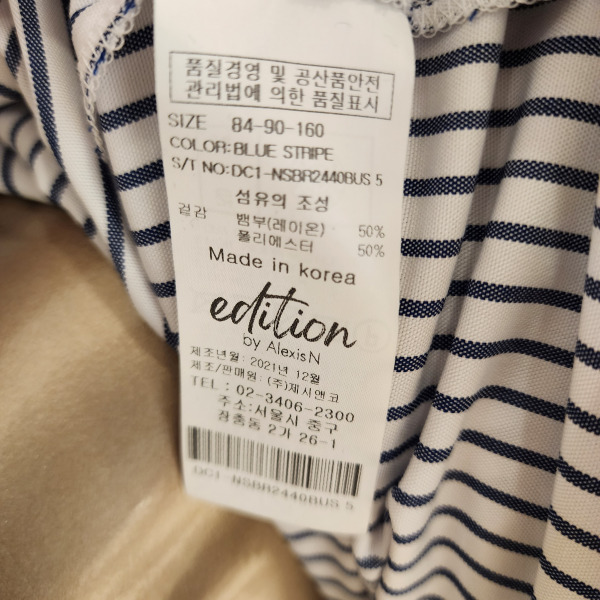 품질경영 및 공산품안전
관리법에 의한 품질표시
SIZE 84-90-160
COLOR: BLUE STRIPE
S/T NO: DC1-NSBR2440BUS 5
섬유의 조성
겉감 뱀부(레이온) 50%
폴리에스터 50%
Made in korea
edition
by AlexisN
제조년월 : 2021년 12월
제조/판매원 : (주)제시앤코
TEL : 02-3406-2300
주소:서울시 중구
장충동 2가 26-1
DC1-NSBR2440BUS 5